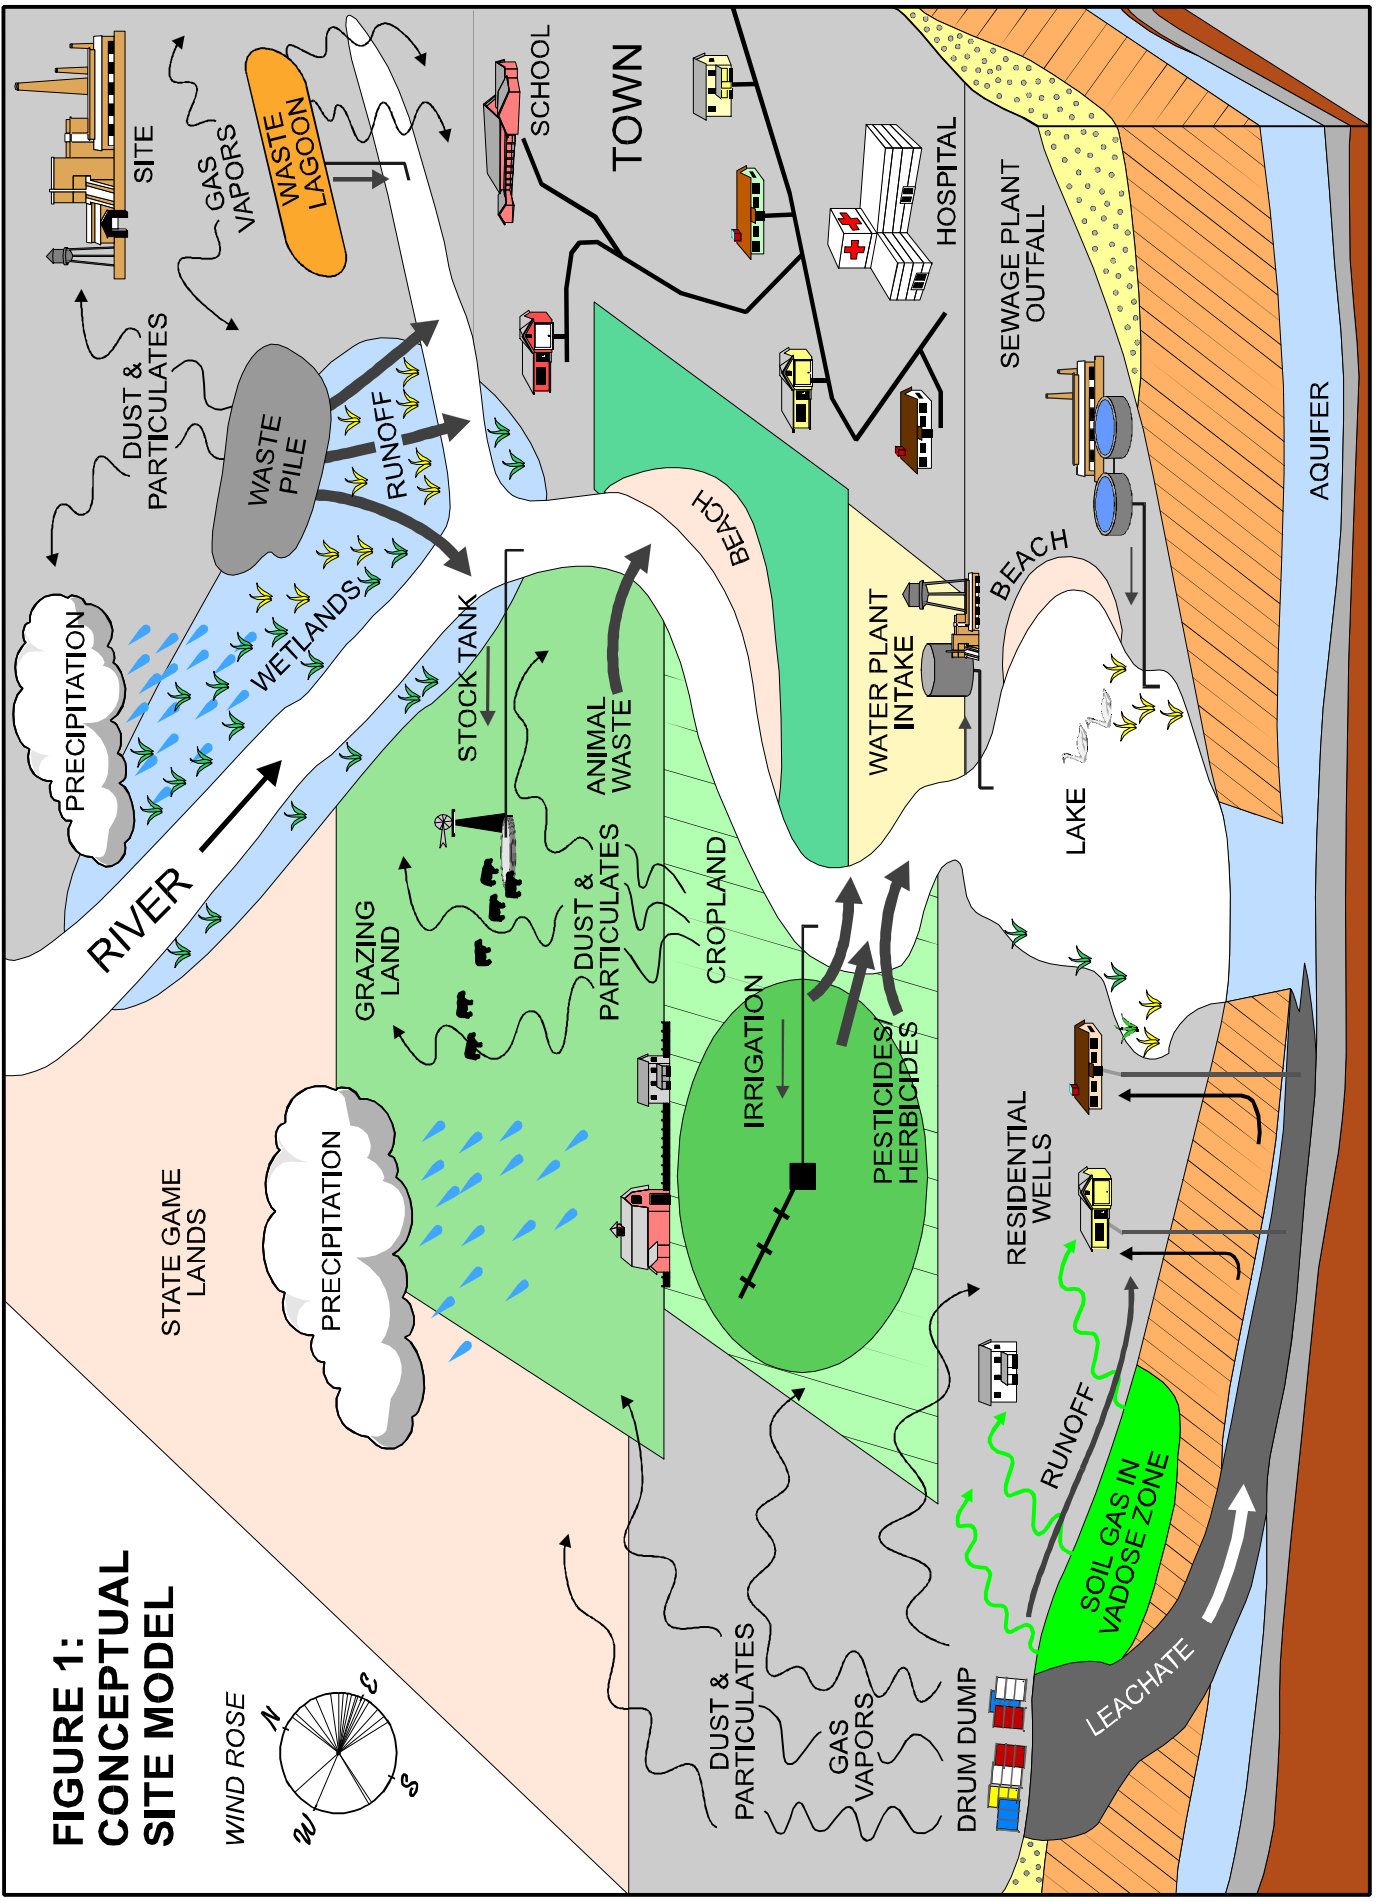 FIGURE 1:
CONCEPTUAL
SITE MODEL
WIND ROSE
N
E
S
W
STATE GAME
LANDS
PRECIPITATION
RIVER
PRECIPITATION
WETLANDS
DUST &
PARTICULATES
WASTE
PILE
RUNOFF
SITE
GAS
VAPORS
WASTE
LAGOON
GRAZING
LAND
STOCK TANK
ANIMAL
WASTE
DUST &
PARTICULATES
CROPLAND
IRRIGATION
PESTICIDES/
HERBICIDES
SCHOOL
TOWN
HOSPITAL
BEACH
WATER PLANT
INTAKE
BEACH
SEWAGE PLANT
OUTFALL
LAKE
AQUIFER
DUST &
PARTICULATES
GAS
VAPORS
DRUM DUMP
RESIDENTIAL
WELLS
RUNOFF
SOIL GAS IN
VADOSE ZONE
LEACHATE